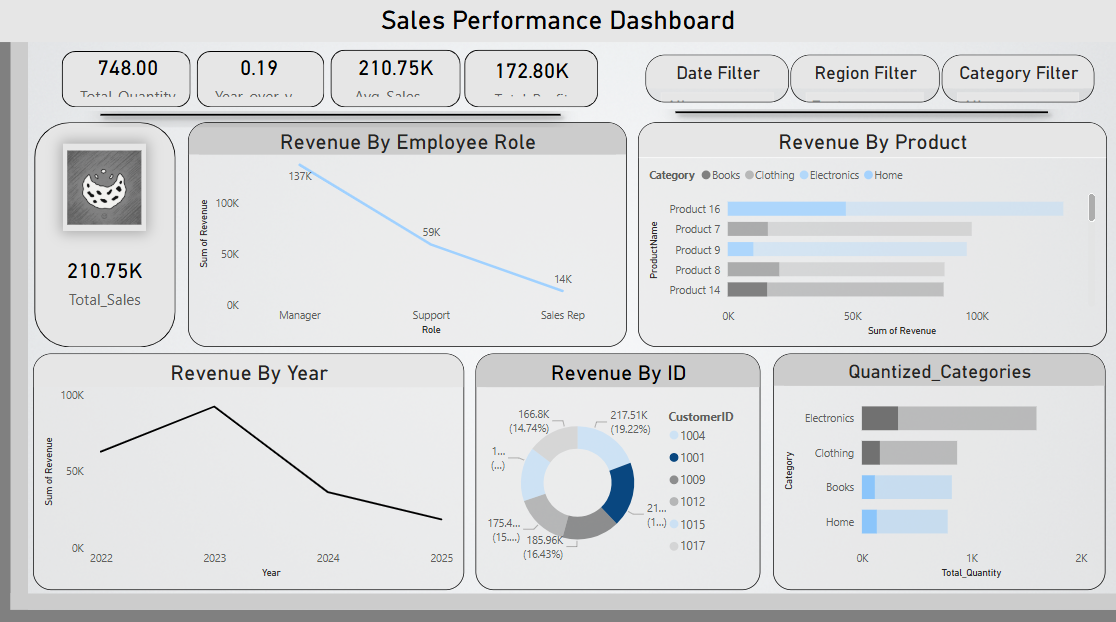 Sales Performance Dashboard
748.00
Total_Quantity
0.19
Year_over_y
210.75K
Avg_Sales
172.80K
Date Filter
Region Filter
Category Filter
210.75K
Total_Sales
Revenue By Employee Role
Sum of Revenue
100K
50K
0K
137K
59K
14K
Manager
Support
Sales Rep
Role
Revenue By Product
Category Books Clothing Electronics Home
ProductName
Product 16
Product 7
Product 9
Product 8
Product 14
0K
50K
100K
Sum of Revenue
Revenue By Year
Sum of Revenue
100K
50K
0K
2022
2023
2024
2025
Year
Revenue By ID
166.8K
(14.74%)
217.51K
(19.22%)
1...
(...)
21...
(1...)
175.4...
(15....)
185.96K
(16.43%)
CustomerID
1004
1001
1009
1012
1015
1017
Quantized_Categories
Category
Electronics
Clothing
Books
Home
0K
1K
2K
Total_Quantity